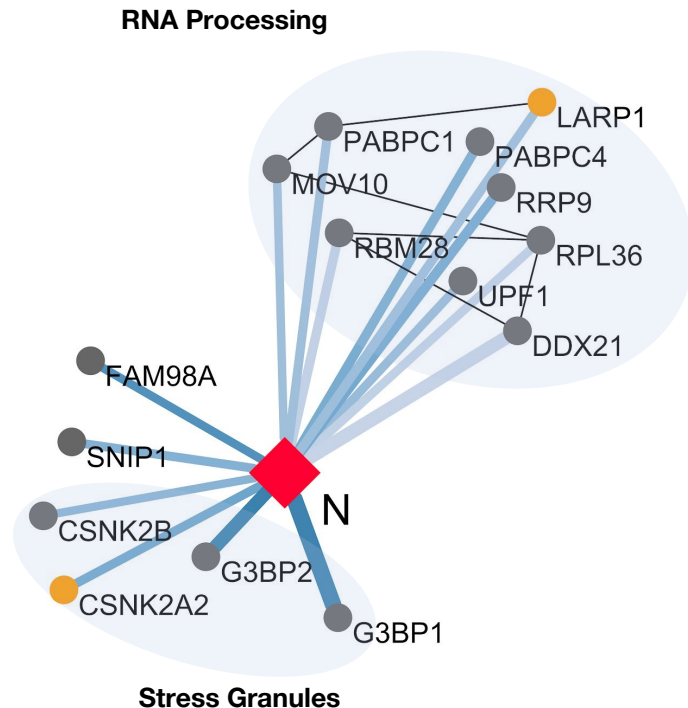 RNA Processing
LARP1
PABPC1
PABPC4
MOV10
RRP9
RBM28
RPL36
UPF1
DDX21
FAM98A
SNIP1
N
CSNK2B
G3BP2
CSNK2A2
G3BP1
Stress Granules